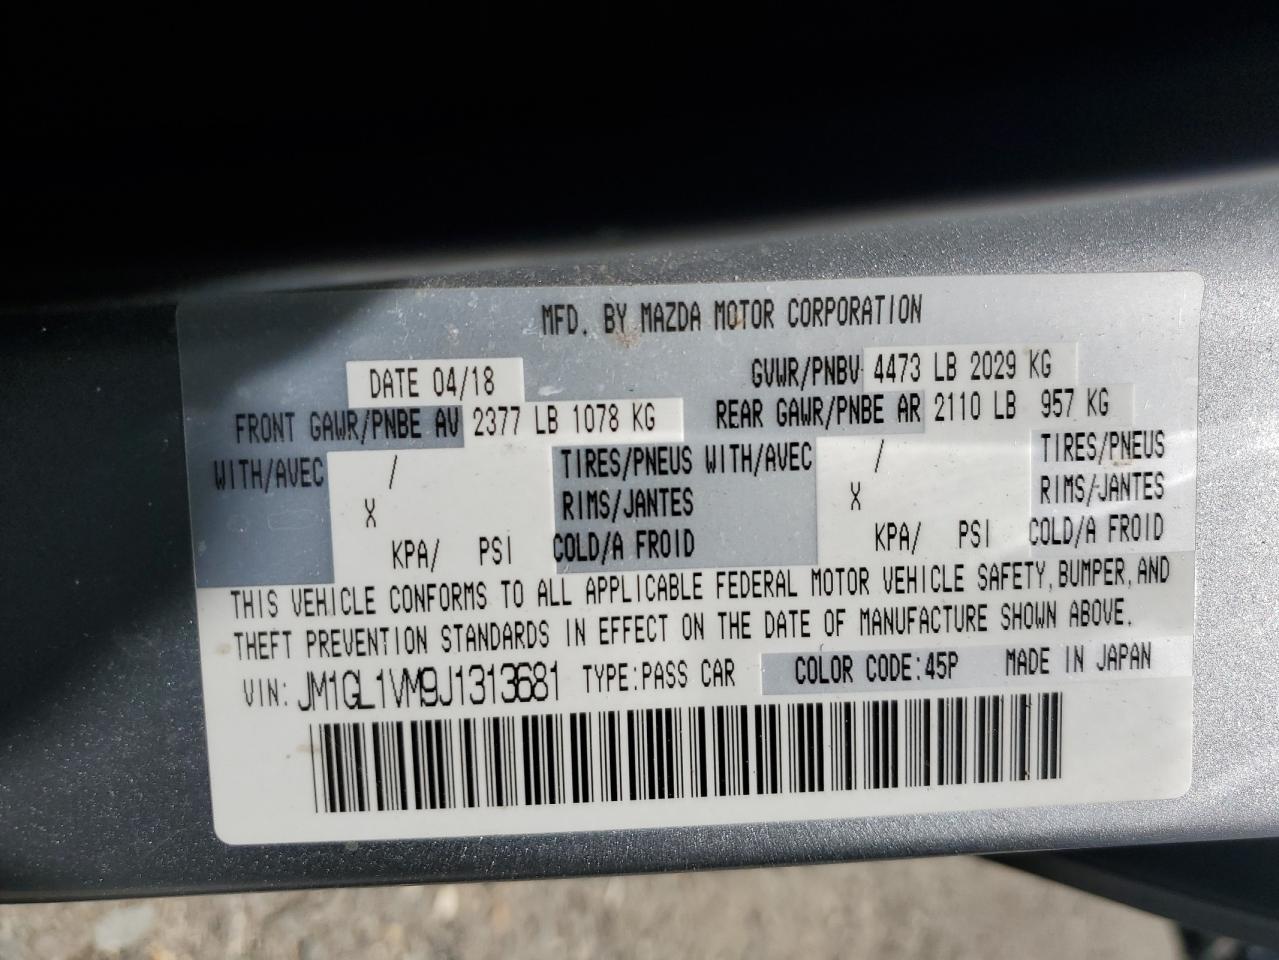 MFD. BY MAZDA MOTOR CORPORATION
DATE 04/18 GVWR/PNBV 4473 LB 2029 KG
FRONT GAWR/PNBE AV 2377 LB 1078 KG REAR GAWR/PNBE AR 2110 LB 957 KG
WITH/AVEC / TIRES/PNEUS WITH/AVEC / TIRES/PNEUS
X RIMS/JANTES X RIMS/JANTES
KPA/ PSI COLD/A FROID KPA/ PSI COLD/A FROID
THIS VEHICLE CONFORMS TO ALL APPLICABLE FEDERAL MOTOR VEHICLE SAFETY, BUMPER, AND
THEFT PREVENTION STANDARDS IN EFFECT ON THE DATE OF MANUFACTURE SHOWN ABOVE.
VIN: JM1GL1VM9J1313681 TYPE:PASS CAR COLOR CODE:45P MADE IN JAPAN